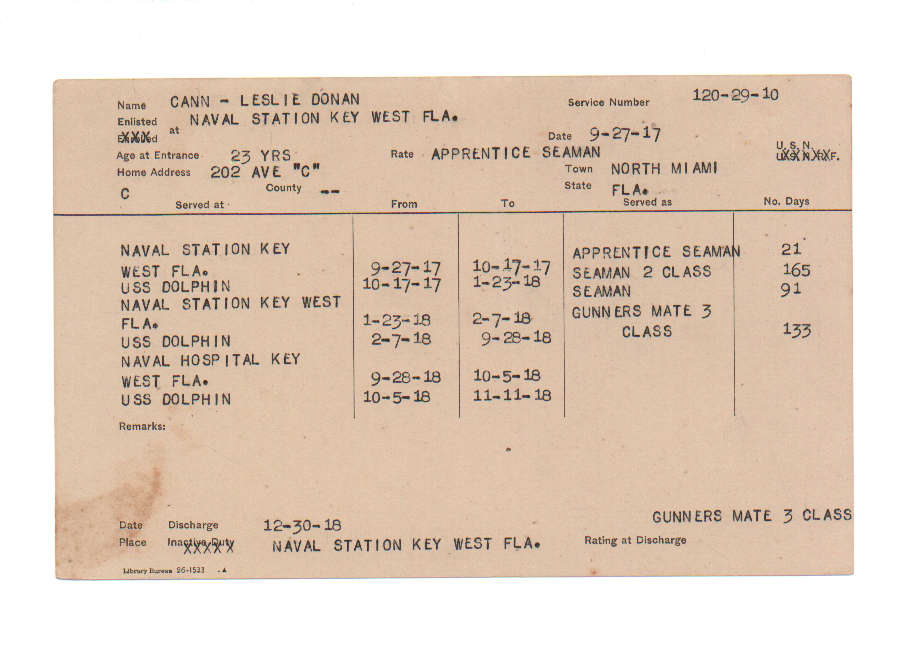 Name CANN - LESLIE DONAN Service Number 120-29-10
Enlisted at NAVAL STATION KEY WEST FLA.
Enrolled XXX Date 9-27-17
Age at Entrance 23 YRS Rate APPRENTICE SEAMAN U.S.N.
Home Address 202 AVE "C" Town NORTH MIAMI
C County -- State FLA.
Served at From To Served as No. Days
NAVAL STATION KEY APPRENTICE SEAMAN 21
WEST FLA. 9-27-17 10-17-17 SEAMAN 2 CLASS 165
USS DOLPHIN 10-17-17 1-23-18 SEAMAN 91
NAVAL STATION KEY WEST GUNNERS MATE 3
FLA. 1-23-18 2-7-18 CLASS 133
USS DOLPHIN 2-7-18 9-28-18
NAVAL HOSPITAL KEY
WEST FLA. 9-28-18 10-5-18
USS DOLPHIN 10-5-18 11-11-18
Remarks:
GUNNERS MATE 3 CLASS
Date Discharge 12-30-18
Place Inactive Duty XXXXX NAVAL STATION KEY WEST FLA. Rating at Discharge
Library Bureau 26-1523 A